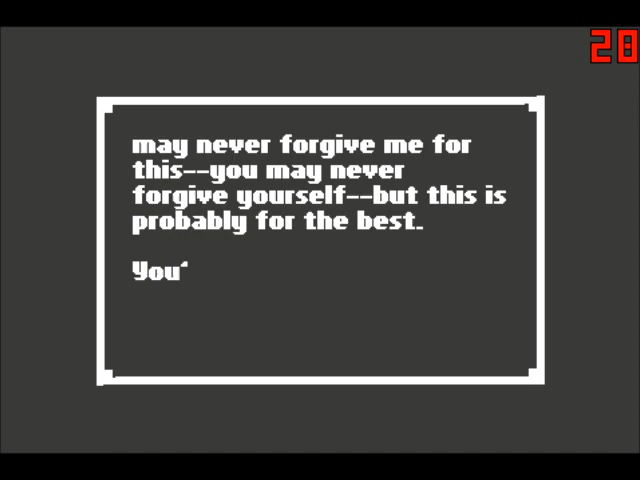 28
may never forgive me for
this--you may never
forgive yourself--but this is
probably for the best.
You'